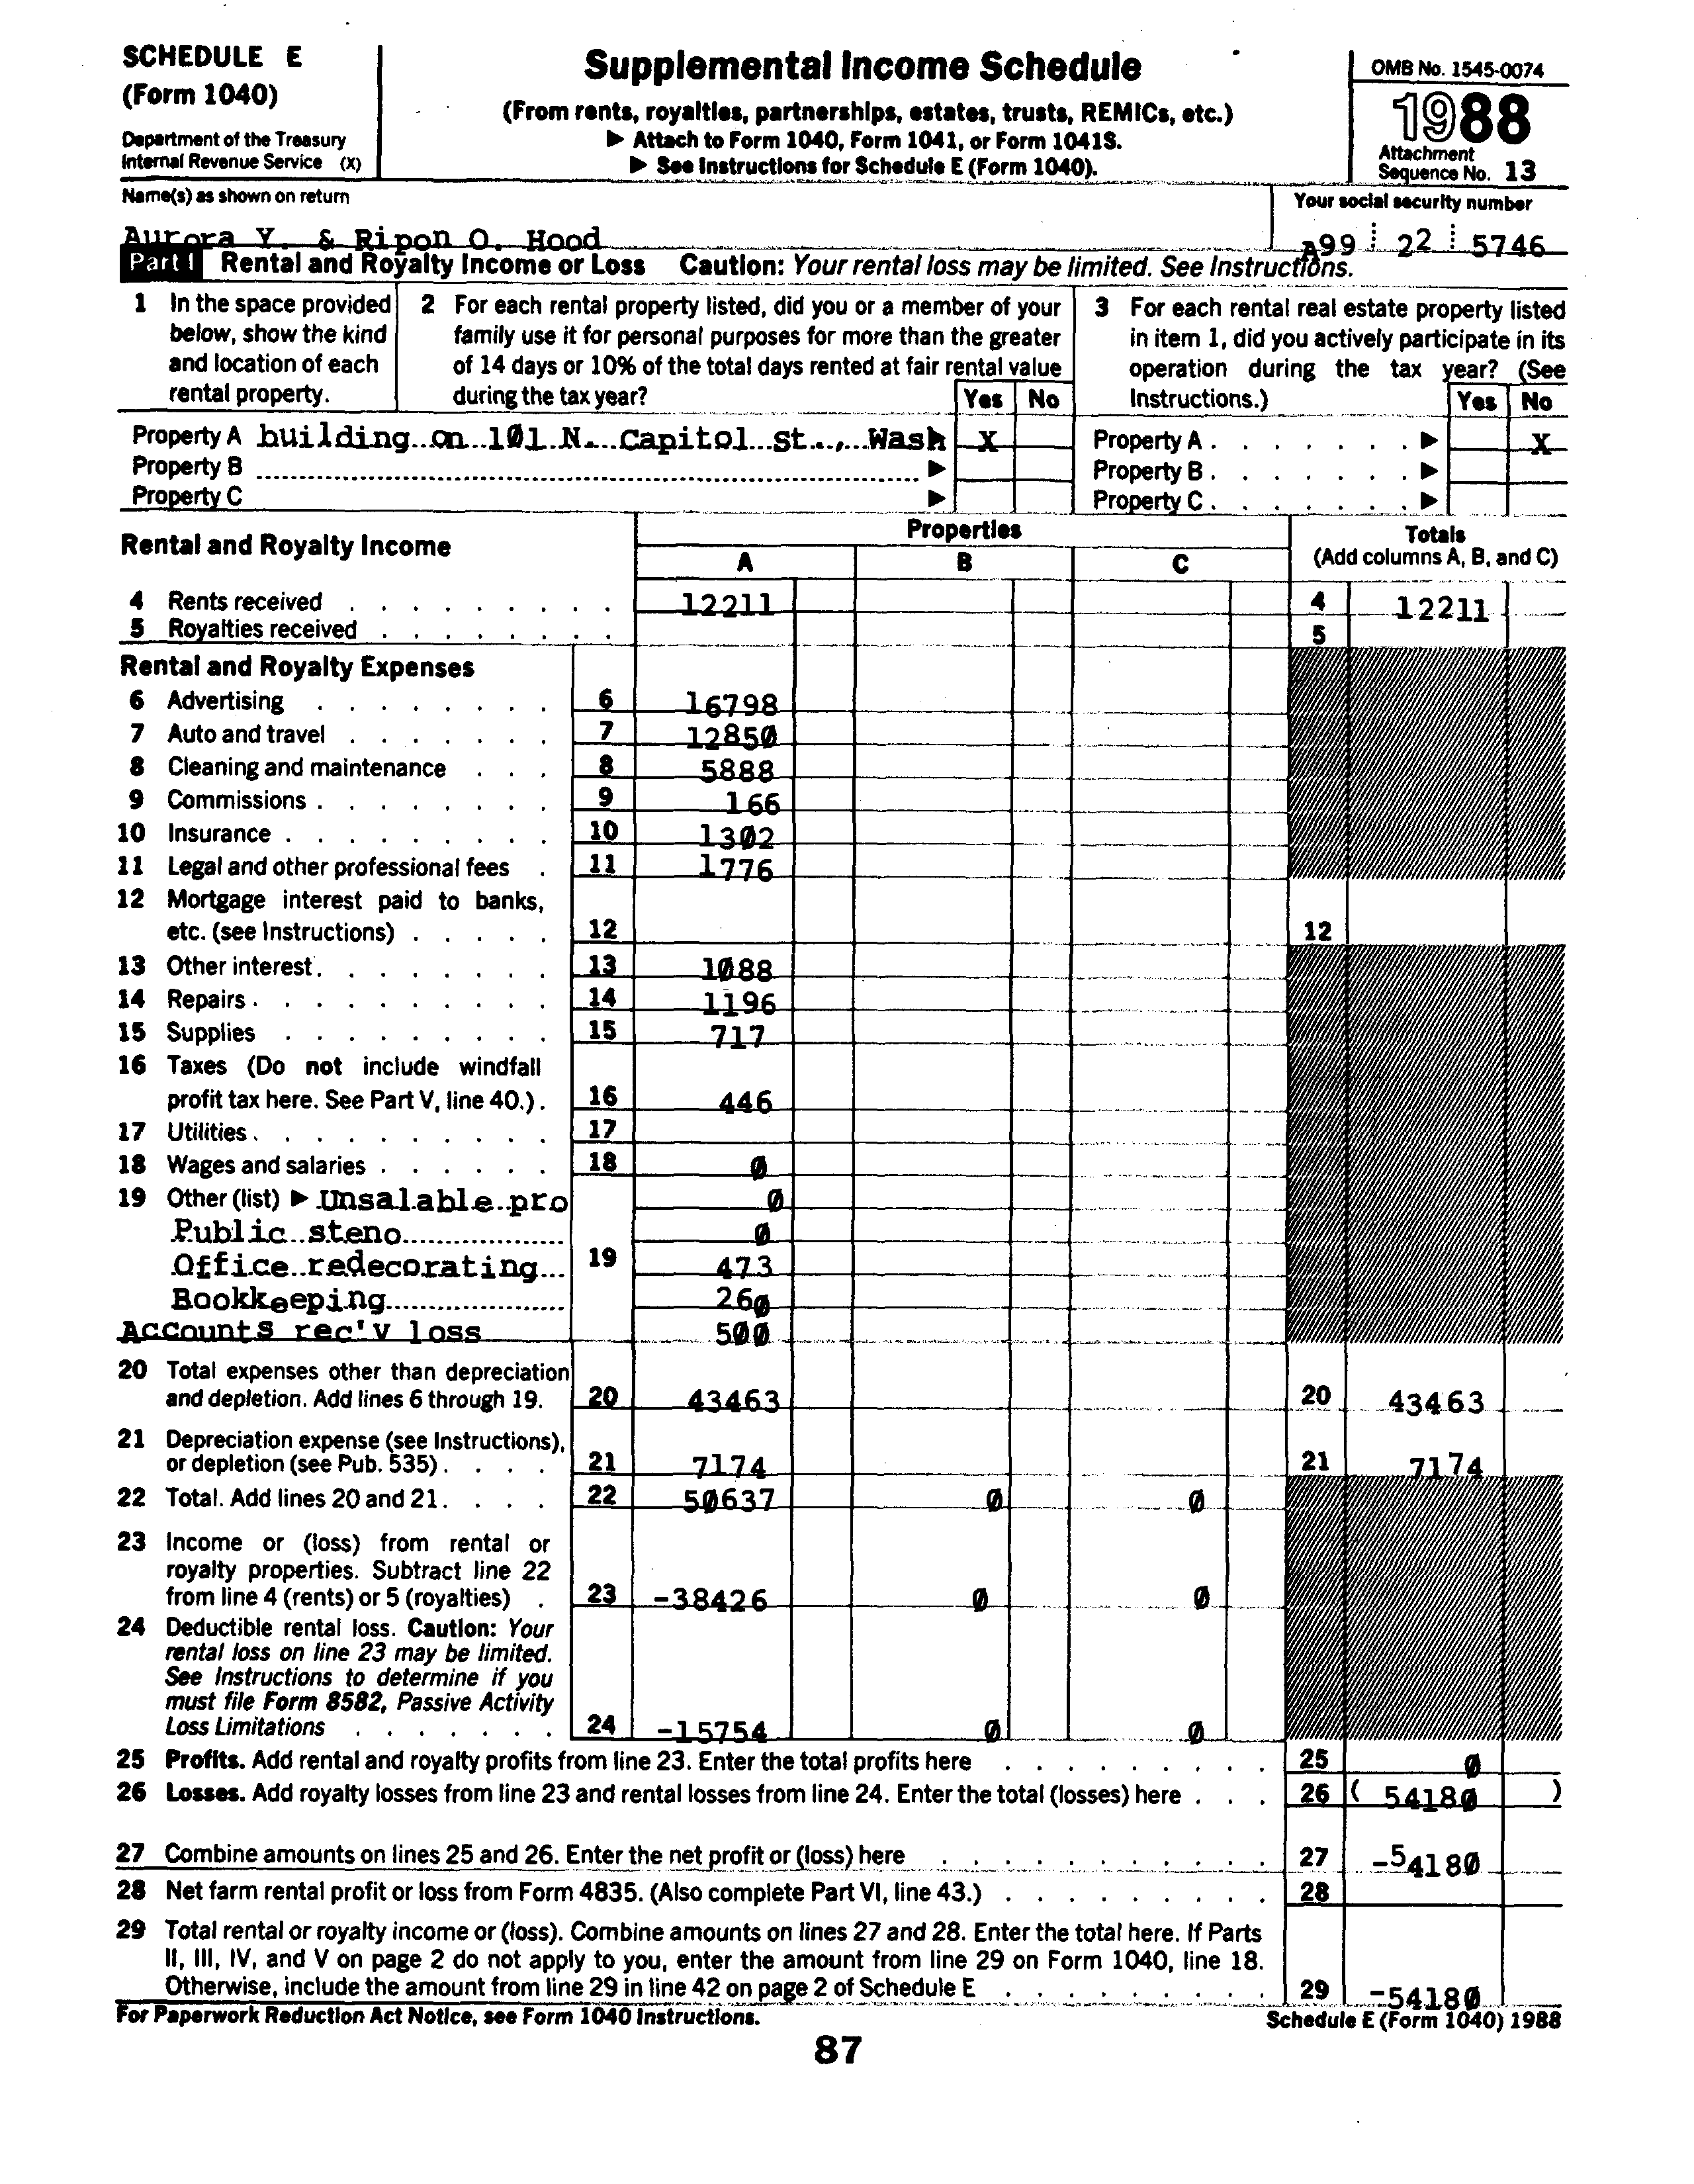 SCHEDULE E
(Form 1040)
Department of the Treasury
Internal Revenue Service (X)
Supplemental Income Schedule
(From rents, royalties, partnerships, estates, trusts, REMICs, etc.)
▶ Attach to Form 1040, Form 1041, or Form 1041S.
▶ See Instructions for Schedule E (Form 1040).
OMB No. 1545-0074
1988
Attachment
Sequence No. 13
Name(s) as shown on return
Your social security number
Aurora Y. & Ripon O. Hood
A99 22 5746
Part I Rental and Royalty Income or Loss Caution: Your rental loss may be limited. See Instructions.
1 In the space provided
below, show the kind
and location of each
rental property.
2 For each rental property listed, did you or a member of your
family use it for personal purposes for more than the greater
of 14 days or 10% of the total days rented at fair rental value
during the tax year? Yes No
3 For each rental real estate property listed
in item 1, did you actively participate in its
operation during the tax year? (See
Instructions.) Yes No
Property A building on 101 N. Capitol st., Wash X Property A . . . . . . . ▶ X
Property B ▶ Property B . . . . . . . ▶
Property C ▶ Property C . . . . . . . ▶
Rental and Royalty Income
Properties
Totals
(Add columns A, B, and C)
A B C
4 Rents received . . . . . . . . . 12211 4 12211
5 Royalties received . . . . . . . . 5
Rental and Royalty Expenses
6 Advertising . . . . . . . . 6 16798
7 Auto and travel . . . . . . . 7 12850
8 Cleaning and maintenance . . . 8 5888
9 Commissions . . . . . . . . 9 166
10 Insurance . . . . . . . . . 10 1302
11 Legal and other professional fees . 11 1776
12 Mortgage interest paid to banks,
etc. (see Instructions) . . . . . 12 12
13 Other interest . . . . . . . . 13 1088
14 Repairs . . . . . . . . . . 14 1196
15 Supplies . . . . . . . . . 15 717
16 Taxes (Do not include windfall
profit tax here. See Part V, line 40.) . 16 446
17 Utilities . . . . . . . . . . 17
18 Wages and salaries . . . . . . 18 0
19 Other (list) ▶ Unsalable pro 0
Public steno 0
Office redecorating 19 473
Bookkeeping 260
Accounts rec'v loss 500
20 Total expenses other than depreciation
and depletion. Add lines 6 through 19. 20 43463 20 43463
21 Depreciation expense (see Instructions),
or depletion (see Pub. 535) . . . . 21 7174 21 7174
22 Total. Add lines 20 and 21 . . . . 22 50637 0 0
23 Income or (loss) from rental or
royalty properties. Subtract line 22
from line 4 (rents) or 5 (royalties) . 23 -38426 0 0
24 Deductible rental loss. Caution: Your
rental loss on line 23 may be limited.
See Instructions to determine if you
must file Form 8582, Passive Activity
Loss Limitations . . . . . . . 24 -15754 0 0
25 Profits. Add rental and royalty profits from line 23. Enter the total profits here . . . . . . . . . 25 0
26 Losses. Add royalty losses from line 23 and rental losses from line 24. Enter the total (losses) here . . . 26 ( 54180 )
27 Combine amounts on lines 25 and 26. Enter the net profit or (loss) here . . . . . . . . . . . 27 -54180
28 Net farm rental profit or loss from Form 4835. (Also complete Part VI, line 43.) . . . . . . . . . 28
29 Total rental or royalty income or (loss). Combine amounts on lines 27 and 28. Enter the total here. If Parts
II, III, IV, and V on page 2 do not apply to you, enter the amount from line 29 on Form 1040, line 18.
Otherwise, include the amount from line 29 in line 42 on page 2 of Schedule E . . . . . . . . . 29 -54180
For Paperwork Reduction Act Notice, see Form 1040 Instructions. Schedule E (Form 1040) 1988
87